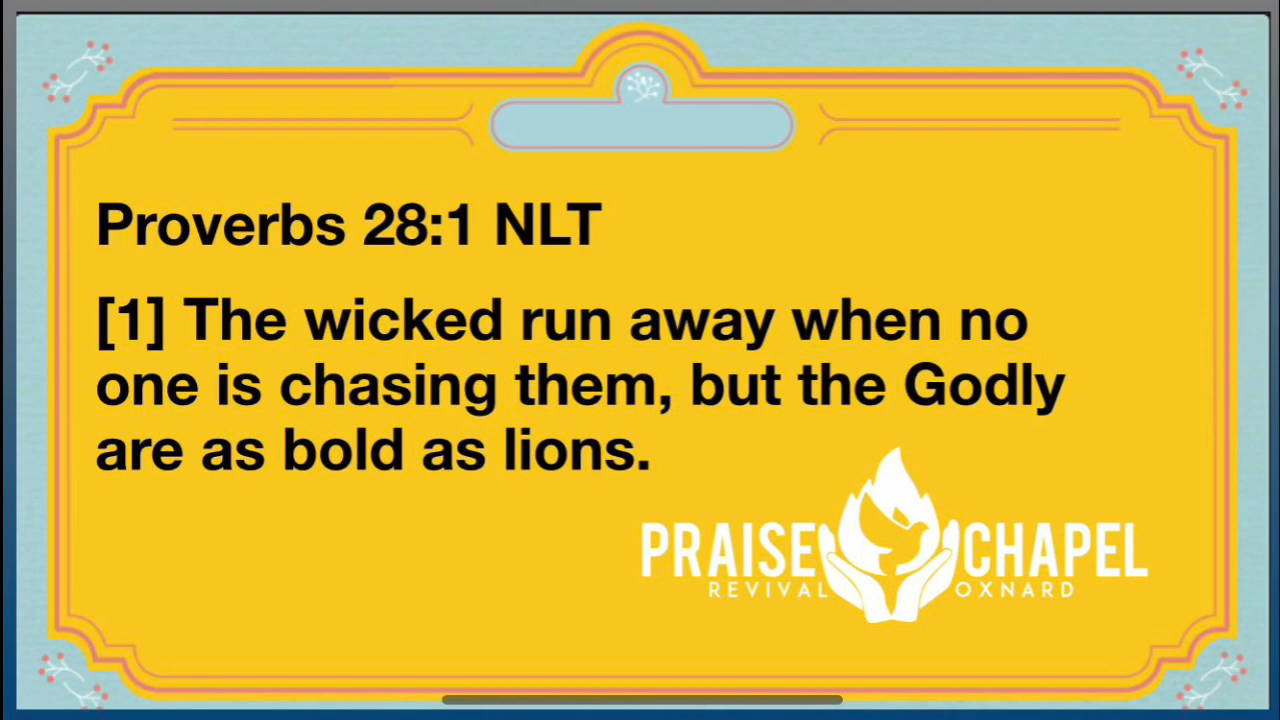 Proverbs 28:1 NLT
[1] The wicked run away when no
one is chasing them, but the Godly
are as bold as lions.
PRAISE CHAPEL
REVIVAL OXNARD